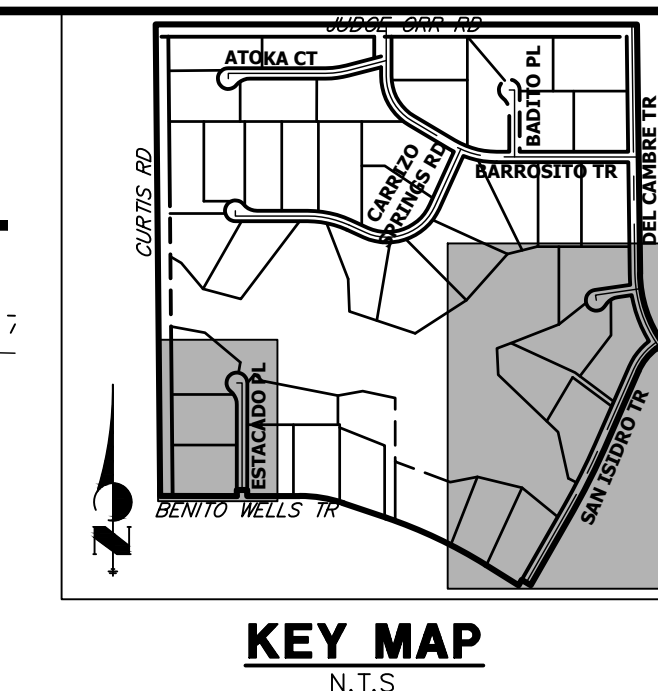 JUDGE ORR RD
ATOKA CT
BADITO PL
DEL CAMBRE TR
CURTIS RD
CARRIZO
SPRINGS RD
BARROSITO TR
ESTACADO PL
SAN ISIDRO TR
BENITO WELLS TR
N
KEY MAP
N.T.S